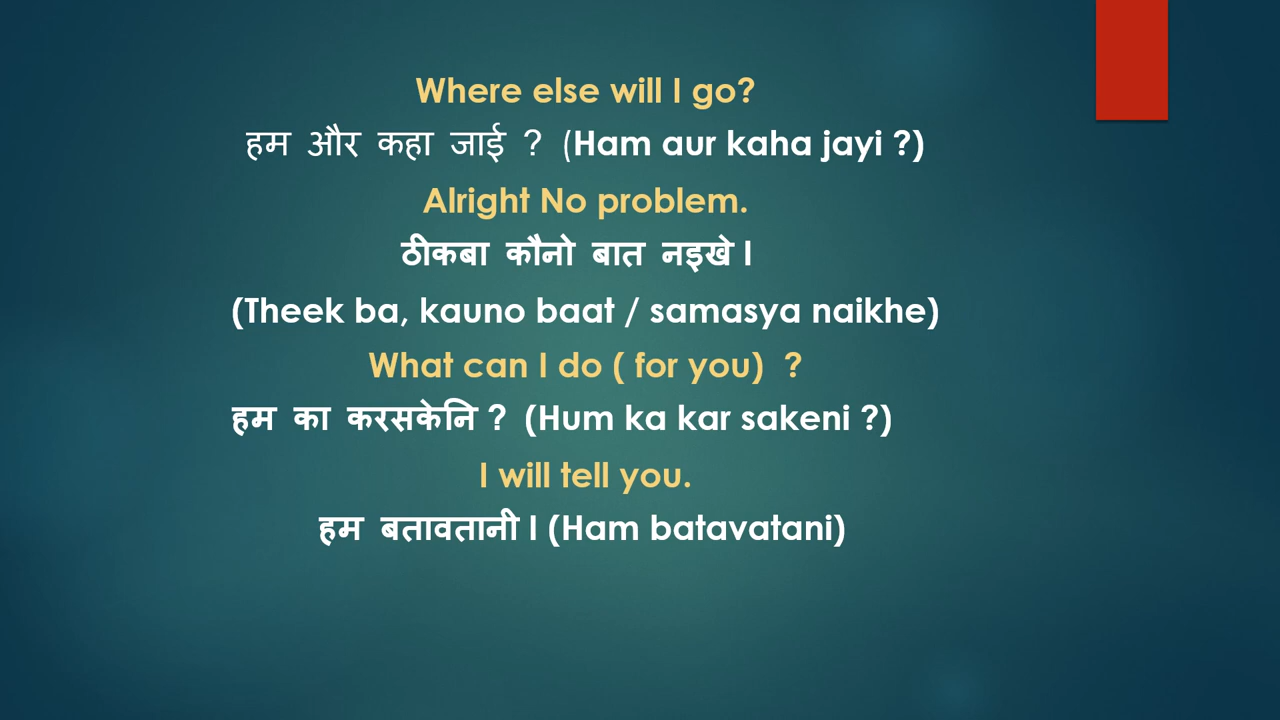 Where else will I go?
हम और कहा जाई ? (Ham aur kaha jayi ?)
Alright No problem.
ठीकबा कौनो बात नइखे I
(Theek ba, kauno baat / samasya naikhe)
What can I do ( for you) ?
हम का करसकेनि ? (Hum ka kar sakeni ?)
I will tell you.
हम बतावतानी I (Ham batavatani)